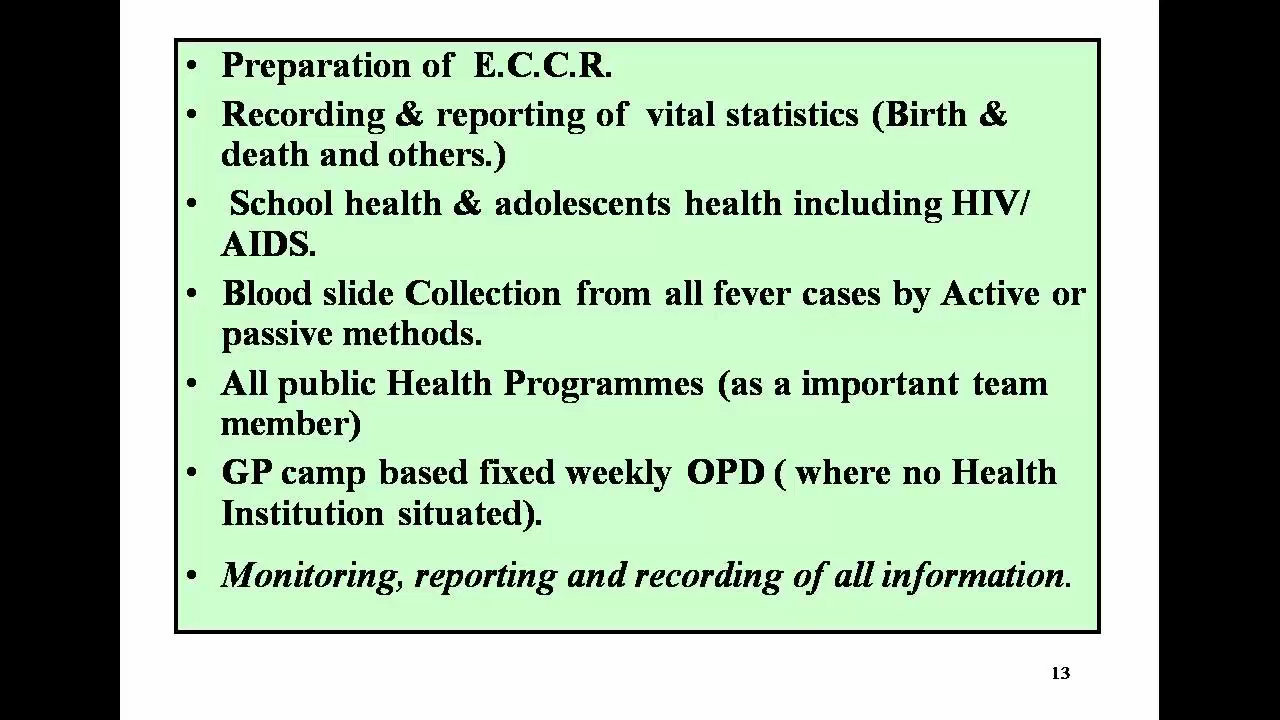 • Preparation of E.C.C.R.
• Recording & reporting of vital statistics (Birth &
death and others.)
• School health & adolescents health including HIV/
AIDS.
• Blood slide Collection from all fever cases by Active or
passive methods.
• All public Health Programmes (as a important team
member)
• GP camp based fixed weekly OPD ( where no Health
Institution situated).
• Monitoring, reporting and recording of all information.
13